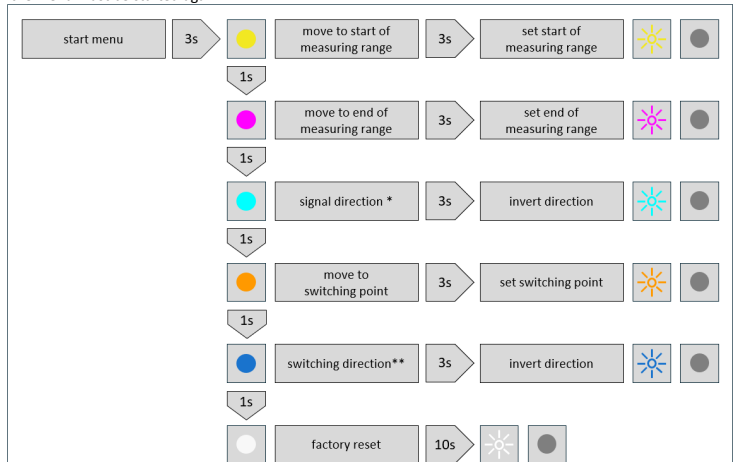 start menu
3s
move to start of
measuring range
3s
set start of
measuring range
1s
move to end of
measuring range
3s
set end of
measuring range
1s
signal direction *
3s
invert direction
1s
move to
switching point
3s
set switching point
1s
switching direction**
3s
invert direction
1s
factory reset
10s